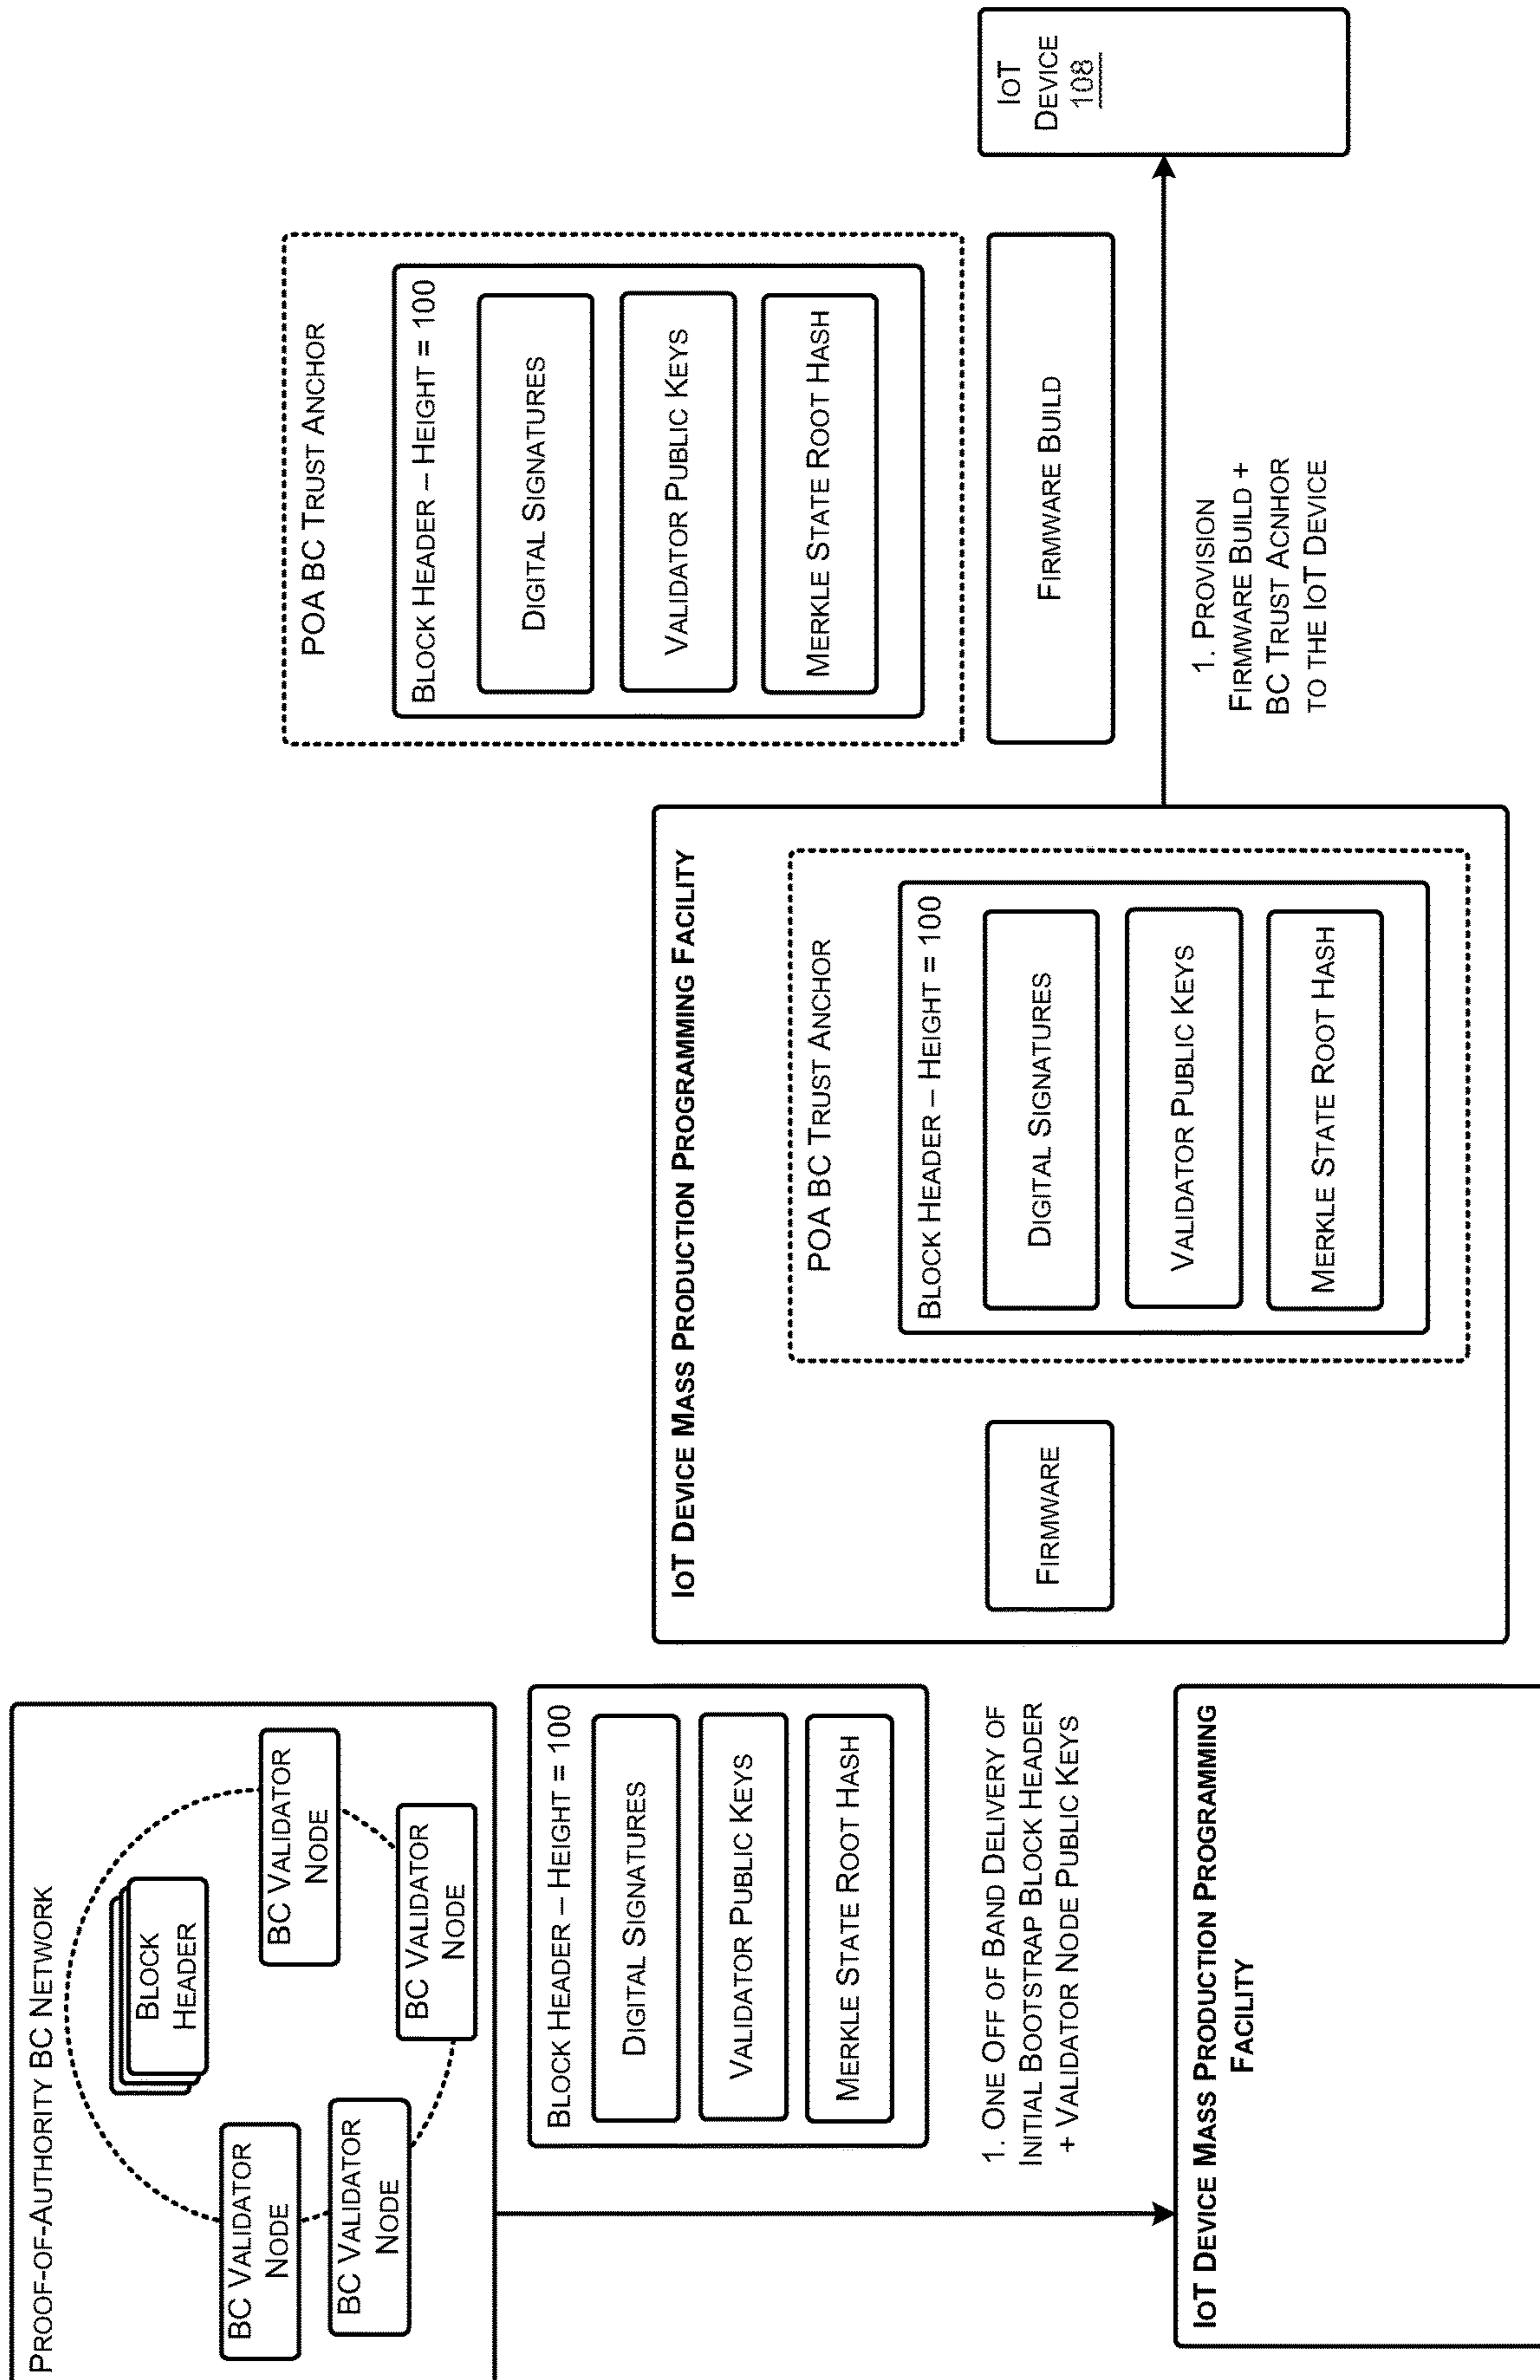 PROOF-OF-AUTHORITY BC NETWORK
BLOCK
HEADER
BC VALIDATOR
NODE
BC VALIDATOR
NODE
BC VALIDATOR
NODE
BC VALIDATOR
NODE
BLOCK HEADER – HEIGHT = 100
DIGITAL SIGNATURES
VALIDATOR PUBLIC KEYS
MERKLE STATE ROOT HASH
1. ONE OFF OF BAND DELIVERY OF
INITIAL BOOTSTRAP BLOCK HEADER
+ VALIDATOR NODE PUBLIC KEYS
IOT DEVICE MASS PRODUCTION PROGRAMMING
FACILITY
IOT DEVICE MASS PRODUCTION PROGRAMMING FACILITY
FIRMWARE
POA BC TRUST ANCHOR
BLOCK HEADER – HEIGHT = 100
DIGITAL SIGNATURES
VALIDATOR PUBLIC KEYS
MERKLE STATE ROOT HASH
POA BC TRUST ANCHOR
BLOCK HEADER – HEIGHT = 100
DIGITAL SIGNATURES
VALIDATOR PUBLIC KEYS
MERKLE STATE ROOT HASH
FIRMWARE BUILD
1. PROVISION
FIRMWARE BUILD +
BC TRUST ACNHOR
TO THE IOT DEVICE
IOT
DEVICE
108